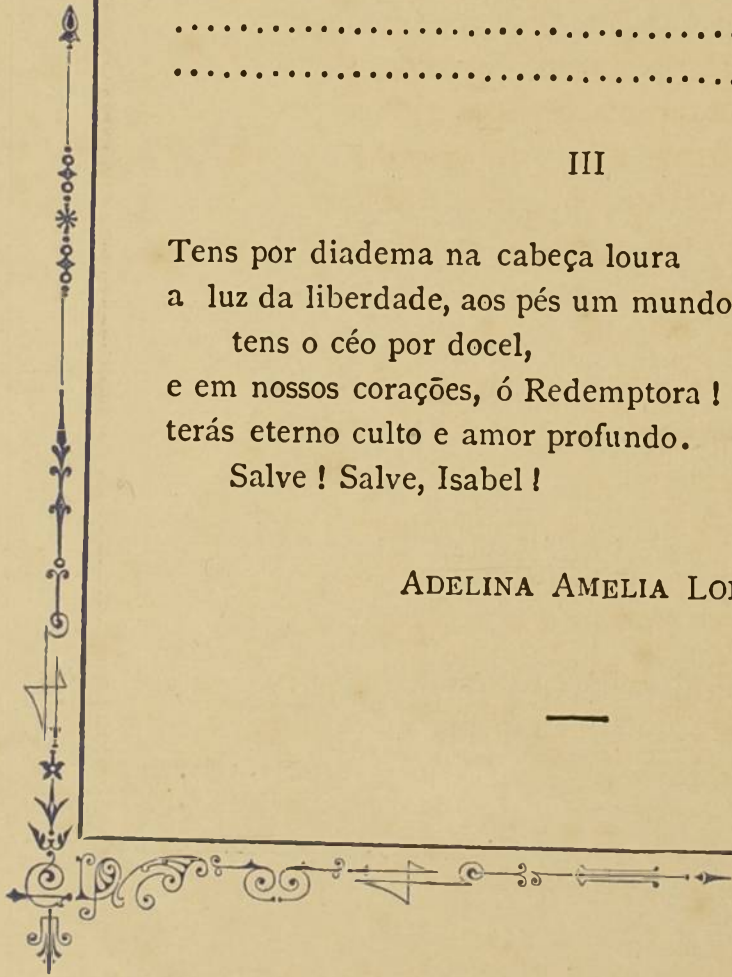 III
Tens por diadema na cabeça loura
a luz da liberdade, aos pés um mundo
tens o céo por docel,
e em nossos corações, ó Redemptora !
terás eterno culto e amor profundo.
Salve ! Salve, Isabel !
ADELINA AMELIA